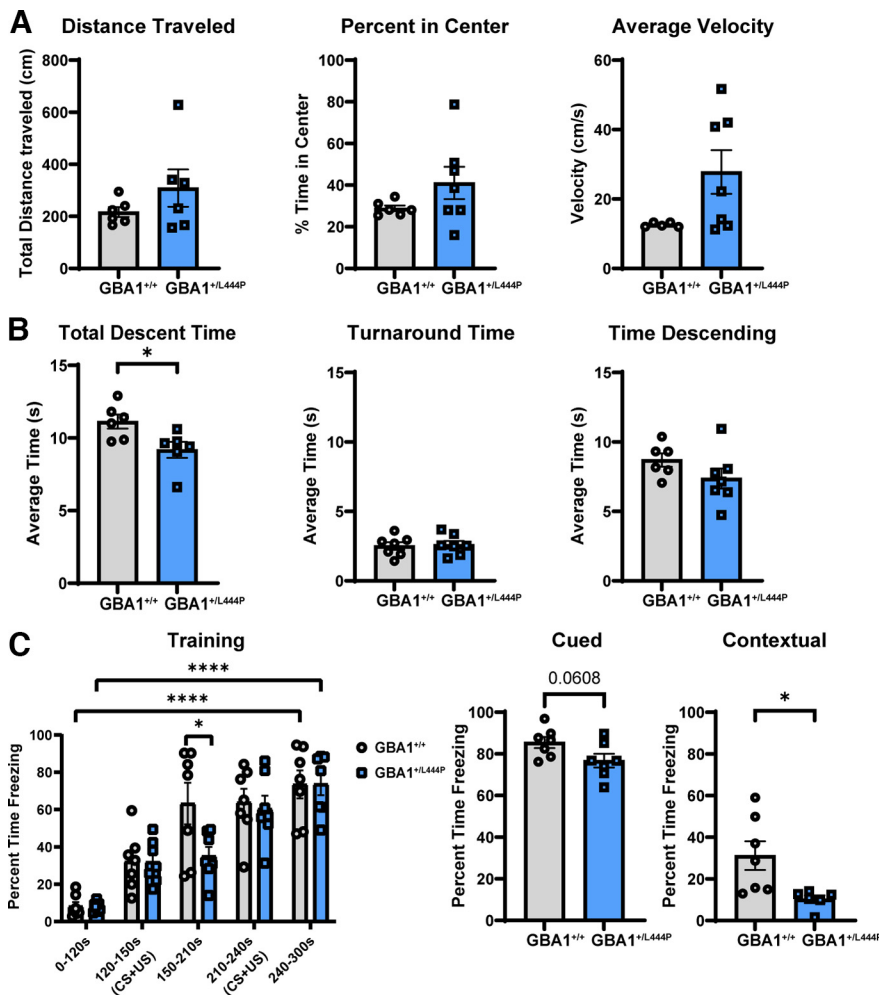 A
Distance Traveled
Total Distance traveled (cm)
800
600
400
200
0
GBA1+/+ GBA1+/L444P
Percent in Center
% Time in Center
100
80
60
40
20
0
GBA1+/+ GBA1+/L444P
Average Velocity
Velocity (cm/s)
60
40
20
0
GBA1+/+ GBA1+/L444P
B
Total Descent Time
*
Average Time (s)
15
10
5
0
GBA1+/+ GBA1+/L444P
Turnaround Time
Average Time (s)
15
10
5
0
GBA1+/+ GBA1+/L444P
Time Descending
Average Time (s)
15
10
5
0
GBA1+/+ GBA1+/L444P
C
Training
****
****
*
Percent Time Freezing
100
80
60
40
20
0
0-120s
120-150s
(CS+US)
150-210s
210-240s
(CS+US)
240-300s
GBA1+/+
GBA1+/L444P
Cued
0.0608
Percent Time Freezing
100
80
60
40
20
0
GBA1+/+ GBA1+/L444P
Contextual
*
Percent Time Freezing
100
80
60
40
20
0
GBA1+/+ GBA1+/L444P